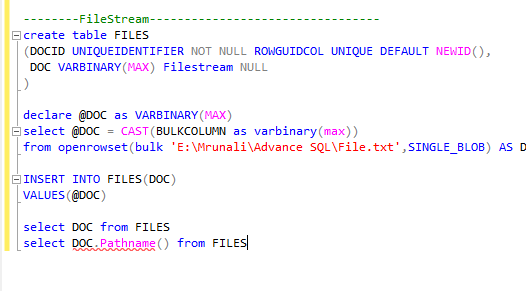 --------FileStream---------------------------------
create table FILES
(DOCID UNIQUEIDENTIFIER NOT NULL ROWGUIDCOL UNIQUE DEFAULT NEWID(),
DOC VARBINARY(MAX) Filestream NULL
)
declare @DOC as VARBINARY(MAX)
select @DOC = CAST(BULKCOLUMN as varbinary(max))
from openrowset(bulk 'E:\Mrunali\Advance SQL\File.txt',SINGLE_BLOB) AS D
INSERT INTO FILES(DOC)
VALUES(@DOC)
select DOC from FILES
select DOC.Pathname() from FILES